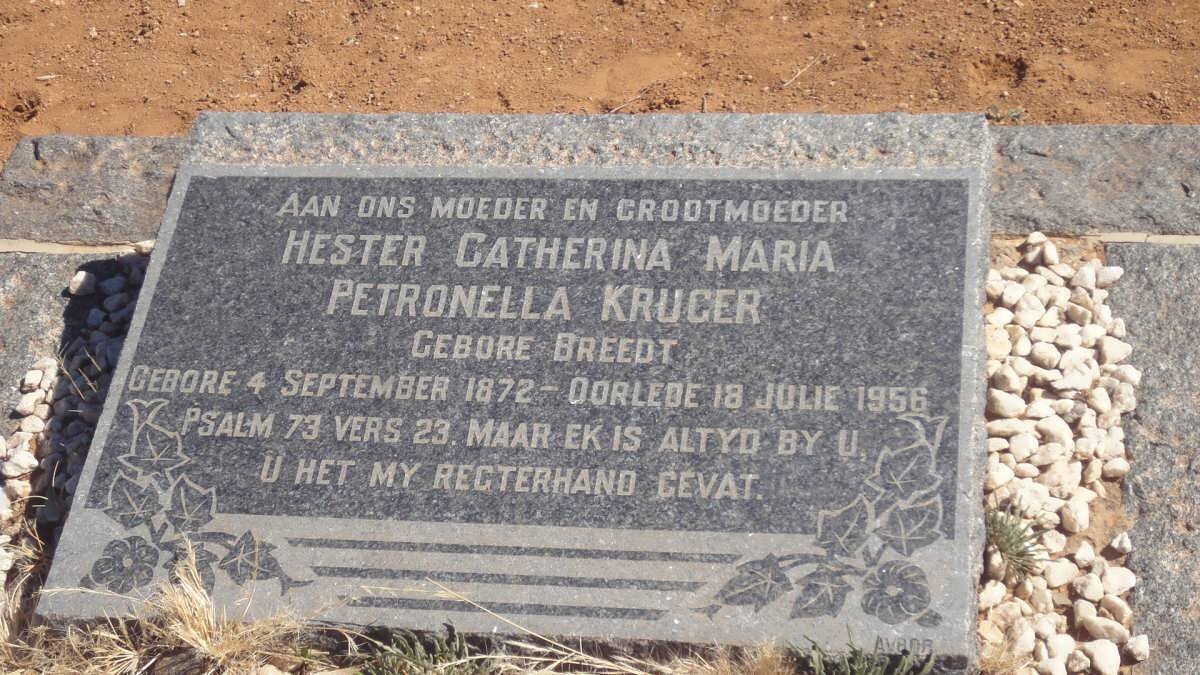 AAN ONS MOEDER EN GROOTMOEDER
HESTER CATHERINA MARIA
PETRONELLA KRUGER
GEBORE BREEDT
GEBORE 4 SEPTEMBER 1872 - OORLEDE 18 JULIE 1956
PSALM 73 VERS 23. MAAR EK IS ALTYD BY U,
U HET MY REGTERHAND GEVAT.